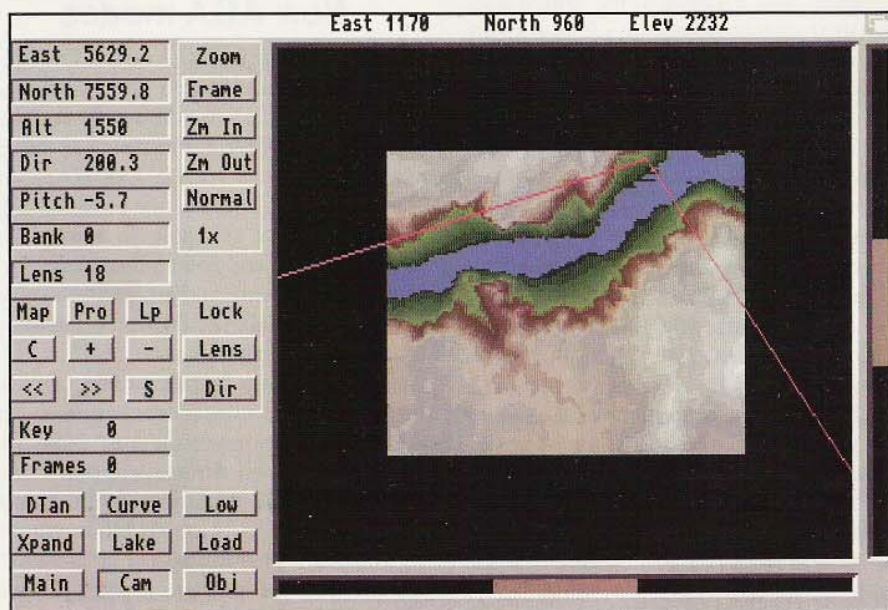 East 1170 North 960 Elev 2232
East 5629.2 Zoom
North 7559.8 Frame
Alt 1550 Zm In
Dir 200.3 Zm Out
Pitch -5.7 Normal
Bank 0 1x
Lens 18
Map Pro Lp Lock
C + - Lens
<< >> S Dir
Key 0
Frames 0
DTan Curve Low
Xpand Lake Load
Main Cam Obj